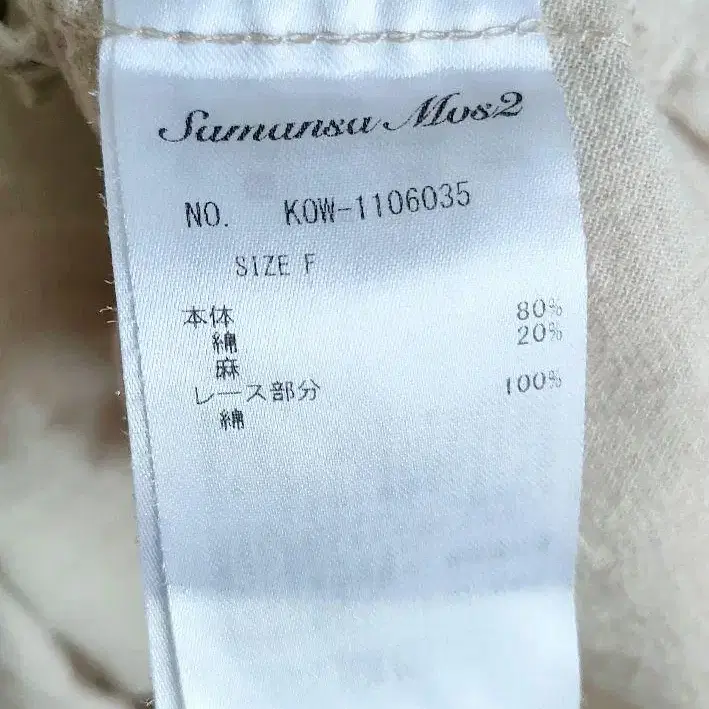 Samansa Mos2
NO. KOW-1106035
SIZE F
本体
綿 80%
麻 20%
レース部分
綿 100%